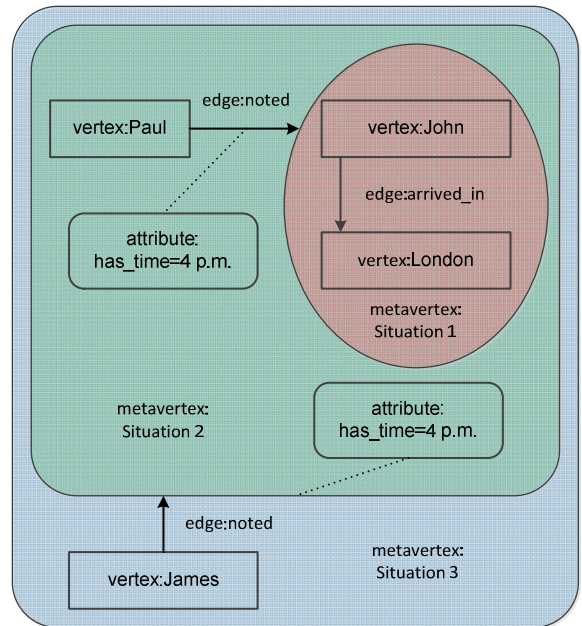 edge:noted
vertex:Paul
vertex:John
edge:arrived_in
attribute:
has_time=4 p.m.
vertex:London
metavertex:
Situation 1
metavertex:
Situation 2
attribute:
has_time=4 p.m.
edge:noted
metavertex:
Situation 3
vertex:James